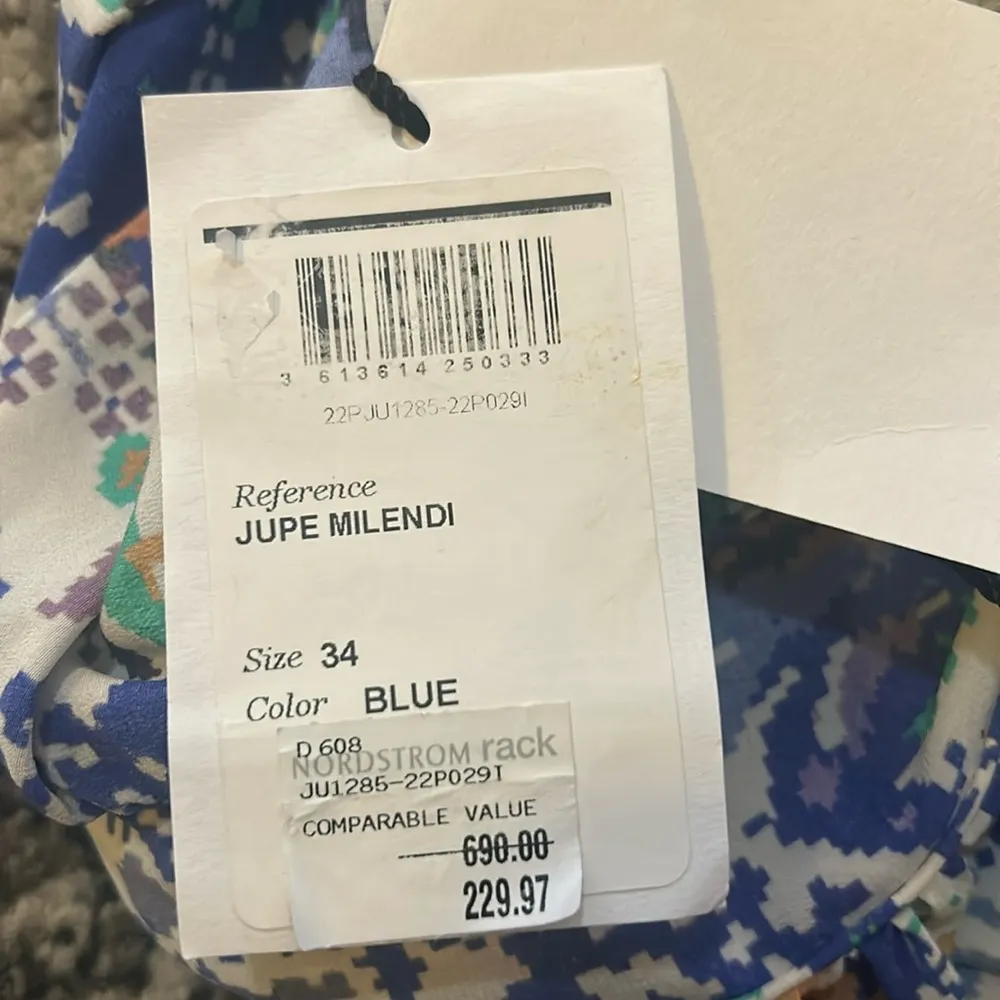 3 613614 250333
22PJU1285-22P029I
Reference
JUPE MILENDI
Size 34
Color BLUE
D 608
NORDSTROM rack
JU1285-22P029I
COMPARABLE VALUE
690.00
229.97